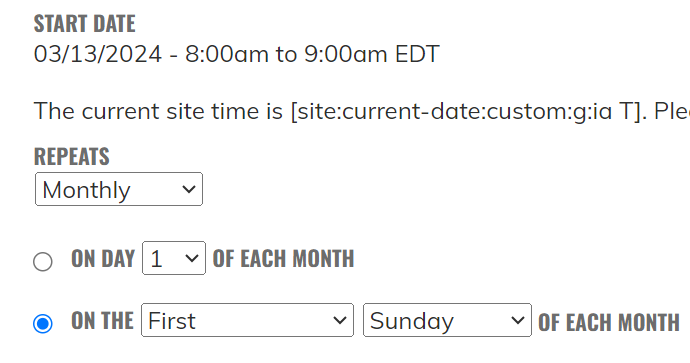 START DATE
03/13/2024 - 8:00am to 9:00am EDT
The current site time is [site:current-date:custom:g:ia T]. Ple
REPEATS
Monthly
ON DAY 1 OF EACH MONTH
ON THE First Sunday OF EACH MONTH